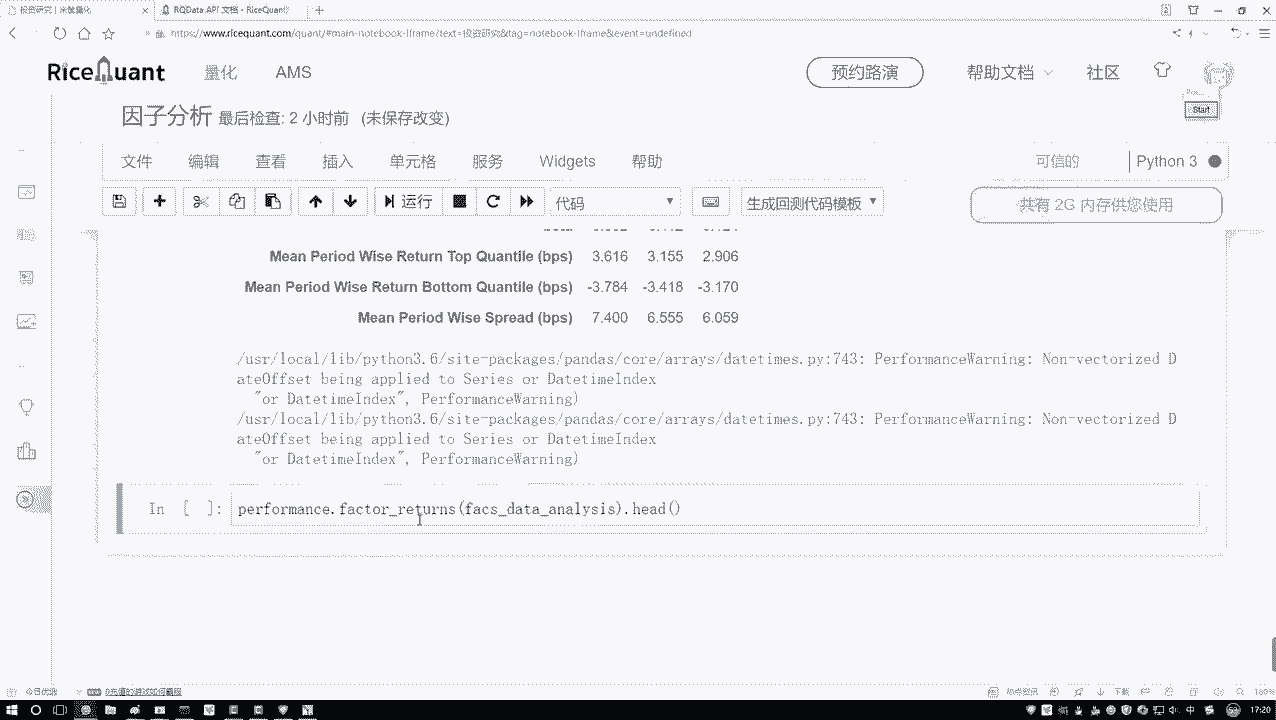 投资研究 | 米筐量化
RQData API 文档 - RiceQuant
https://www.ricequant.com/quant/#main-notebook-iframe?text=投资研究&tag=notebook-iframe&event=undefined
RiceQuant
量化
AMS
预约路演
帮助文档
社区
Start
因子分析 最后检查: 2 小时前 (未保存改变)
文件 编辑 查看 插入 单元格 服务 Widgets 帮助
可信的
Python 3
运行
代码
生成回测代码模板
共有 2G 内存供您使用
Mean Period Wise Return Top Quantile (bps) 3.616 3.155 2.906
Mean Period Wise Return Bottom Quantile (bps) -3.784 -3.418 -3.170
Mean Period Wise Spread (bps) 7.400 6.555 6.059
/usr/local/lib/python3.6/site-packages/pandas/core/arrays/datetimes.py:743: PerformanceWarning: Non-vectorized D
ateOffset being applied to Series or DatetimeIndex
"or DatetimeIndex", PerformanceWarning)
/usr/local/lib/python3.6/site-packages/pandas/core/arrays/datetimes.py:743: PerformanceWarning: Non-vectorized D
ateOffset being applied to Series or DatetimeIndex
"or DatetimeIndex", PerformanceWarning)
In [ ]: performance.factor_returns(facs_data_analysis).head()
今日优选
热点资讯
下载
160%
中
17:20